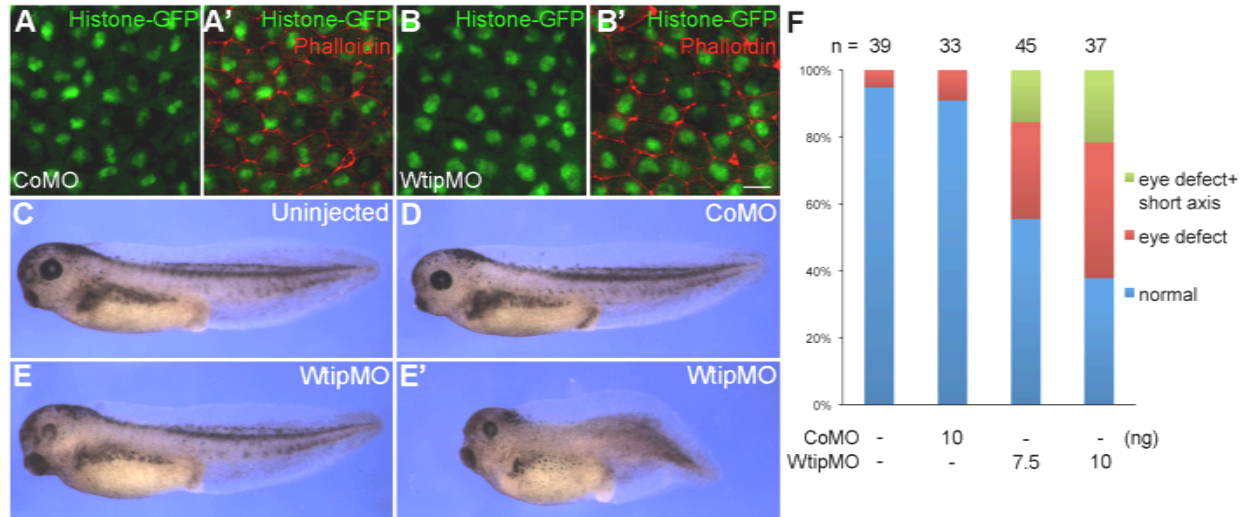 A Histone-GFP
CoMO
A' Histone-GFP
Phalloidin
B Histone-GFP
WtipMO
B' Histone-GFP
Phalloidin
C Uninjected
D CoMO
E WtipMO
E' WtipMO
F
n = 39 33 45 37
100%
80%
60%
40%
20%
0%
eye defect+
short axis
eye defect
normal
CoMO - 10 - - (ng)
WtipMO - - 7.5 10